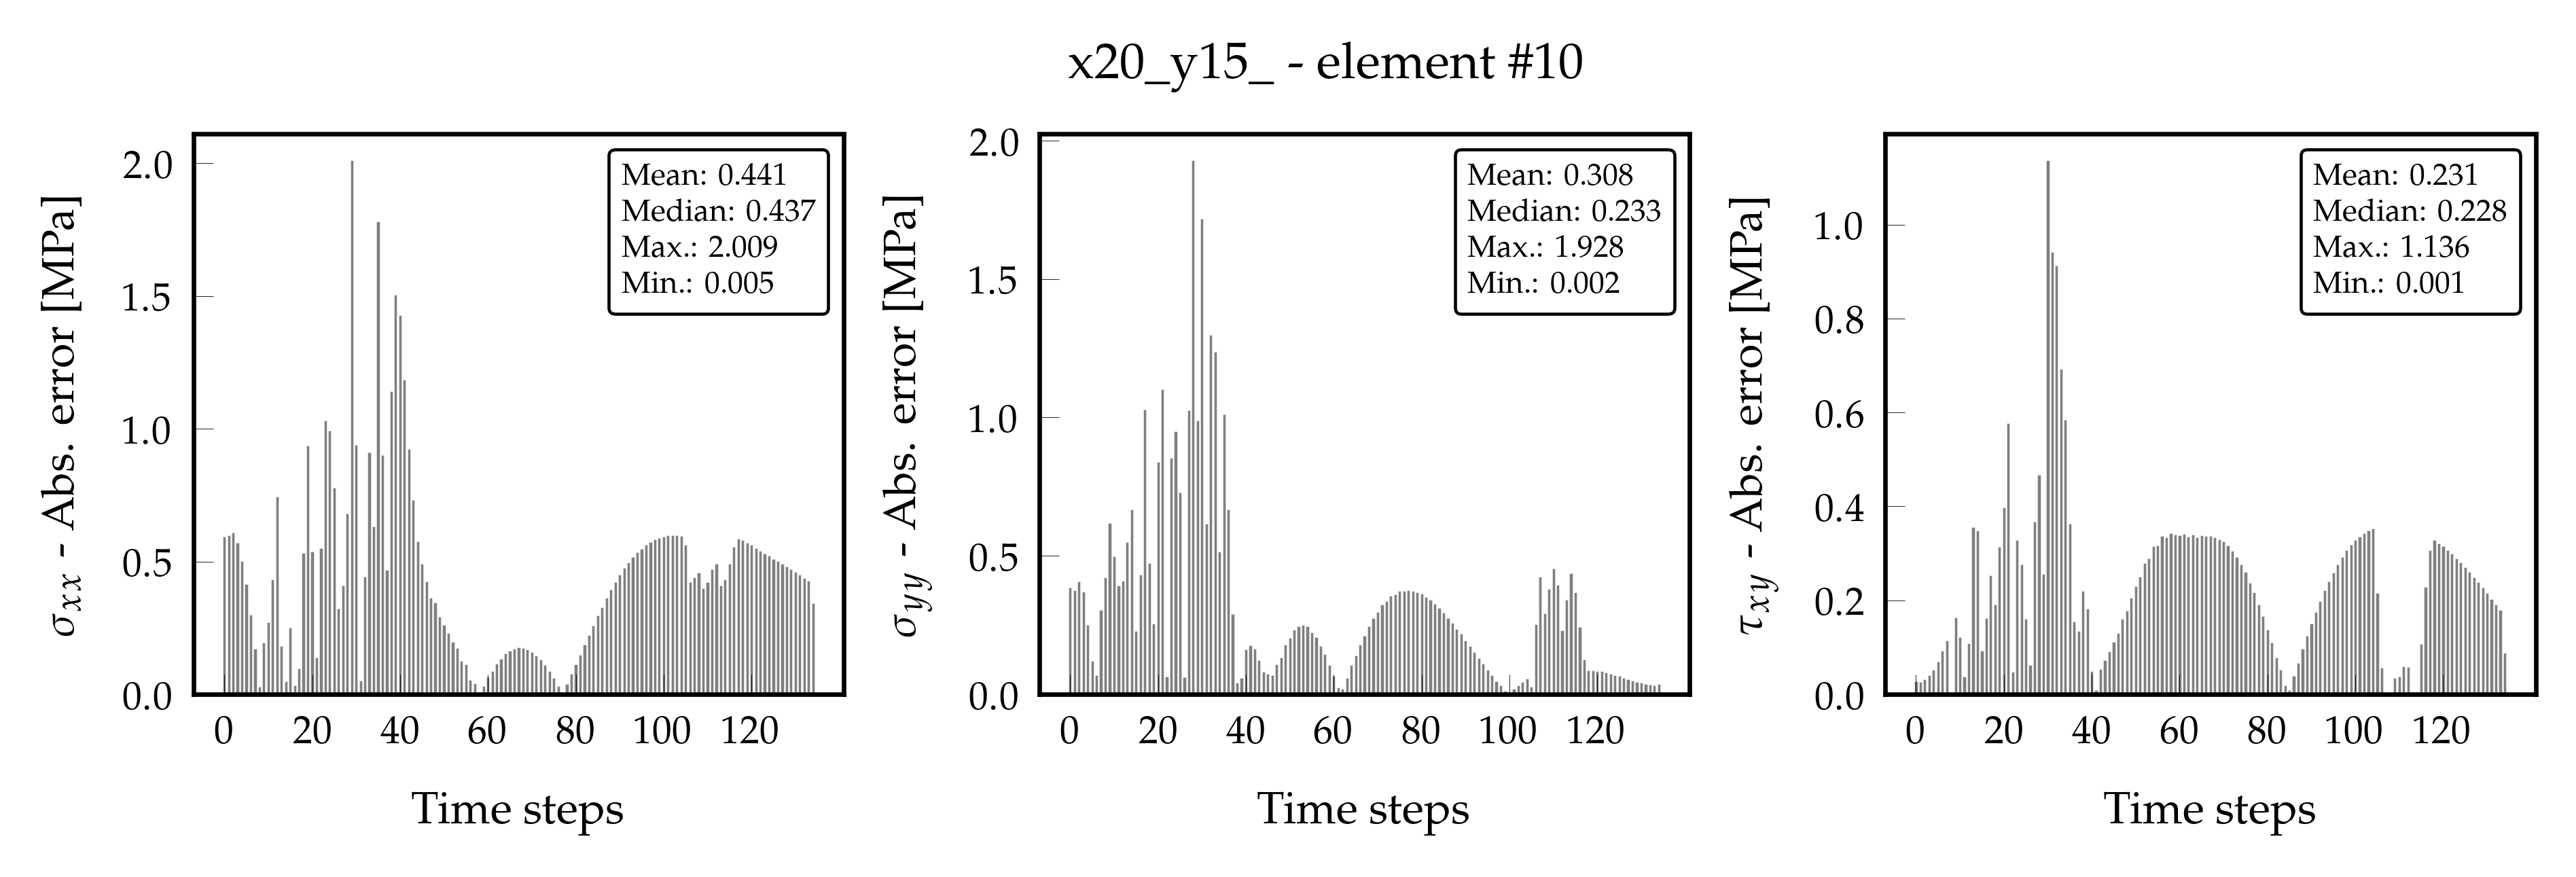 x20_y15_ - element #10
σxx - Abs. error [MPa]
2.0
1.5
1.0
0.5
0.0
0 20 40 60 80 100 120
Time steps
Mean: 0.441
Median: 0.437
Max.: 2.009
Min.: 0.005
σyy - Abs. error [MPa]
2.0
1.5
1.0
0.5
0.0
0 20 40 60 80 100 120
Time steps
Mean: 0.308
Median: 0.233
Max.: 1.928
Min.: 0.002
τxy - Abs. error [MPa]
1.0
0.8
0.6
0.4
0.2
0.0
0 20 40 60 80 100 120
Time steps
Mean: 0.231
Median: 0.228
Max.: 1.136
Min.: 0.001